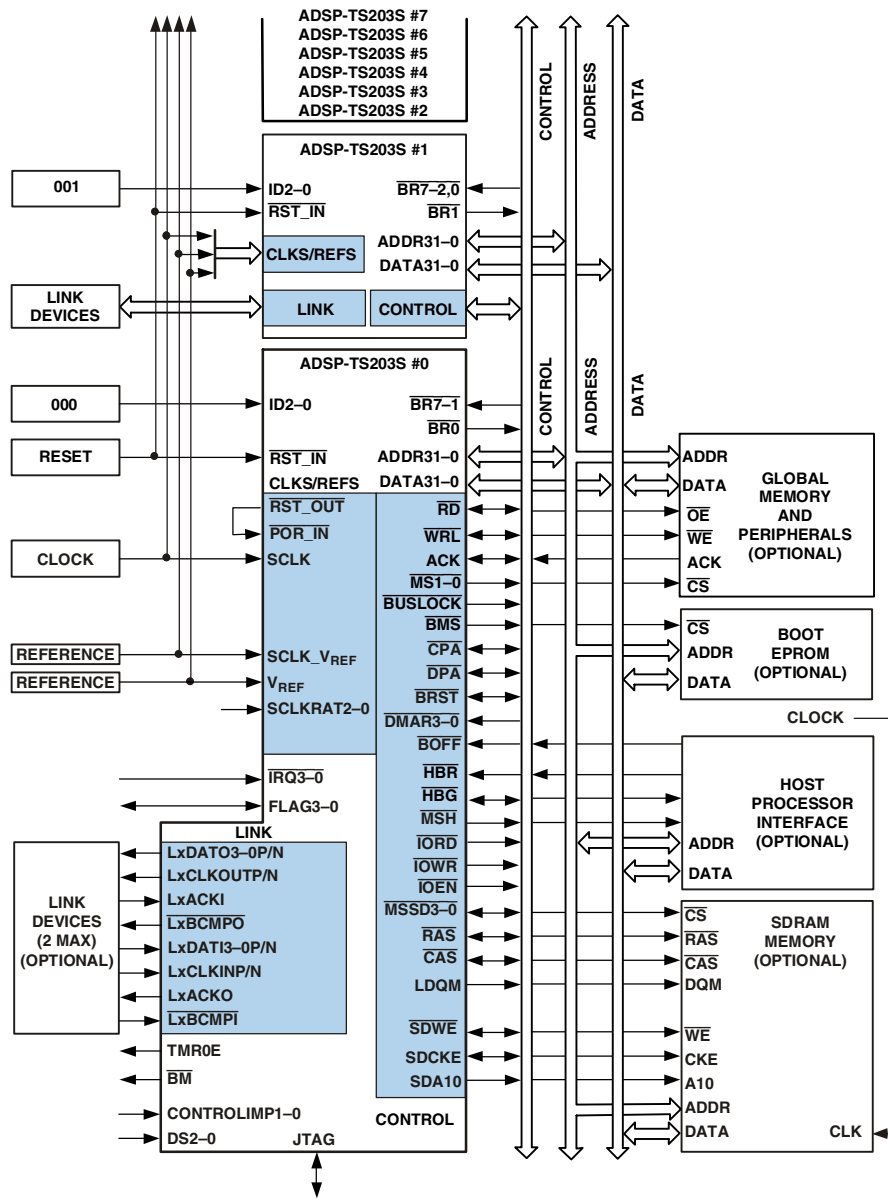 ADSP-TS203S #7
ADSP-TS203S #6
ADSP-TS203S #5
ADSP-TS203S #4
ADSP-TS203S #3
ADSP-TS203S #2
CONTROL
ADDRESS
DATA
ADSP-TS203S #1
001
ID2–0
BR7–2,0
RST_IN
BR1
ADDR31–0
CLKS/REFS
DATA31–0
LINK
DEVICES
LINK
CONTROL
ADSP-TS203S #0
CONTROL
ADDRESS
DATA
000
ID2–0
BR7–1
BR0
RESET
RST_IN
ADDR31–0
CLKS/REFS
DATA31–0
ADDR
DATA
GLOBAL
MEMORY
AND
PERIPHERALS
(OPTIONAL)
RST_OUT
RD
OE
POR_IN
WRL
WE
CLOCK
SCLK
ACK
ACK
MS1–0
CS
BUSLOCK
BMS
CS
BOOT
EPROM
(OPTIONAL)
REFERENCE
SCLK_VREF
CPA
ADDR
REFERENCE
VREF
DPA
DATA
SCLKRAT2–0
BRST
DMAR3–0
CLOCK
BOFF
IRQ3–0
HBR
HOST
PROCESSOR
INTERFACE
(OPTIONAL)
FLAG3–0
HBG
MSH
LINK
IORD
ADDR
LxDATO3–0P/N
IOWR
DATA
LxCLKOUTP/N
IOEN
LINK
DEVICES
(2 MAX)
(OPTIONAL)
LxACKI
MSSD3–0
CS
SDRAM
MEMORY
(OPTIONAL)
LxBCMPO
RAS
RAS
LxDATI3–0P/N
CAS
CAS
LxCLKINP/N
LDQM
DQM
LxACKO
LxBCMPI
SDWE
WE
TMR0E
SDCKE
CKE
BM
SDA10
A10
CONTROLIMP1–0
CONTROL
ADDR
DS2–0
JTAG
DATA
CLK